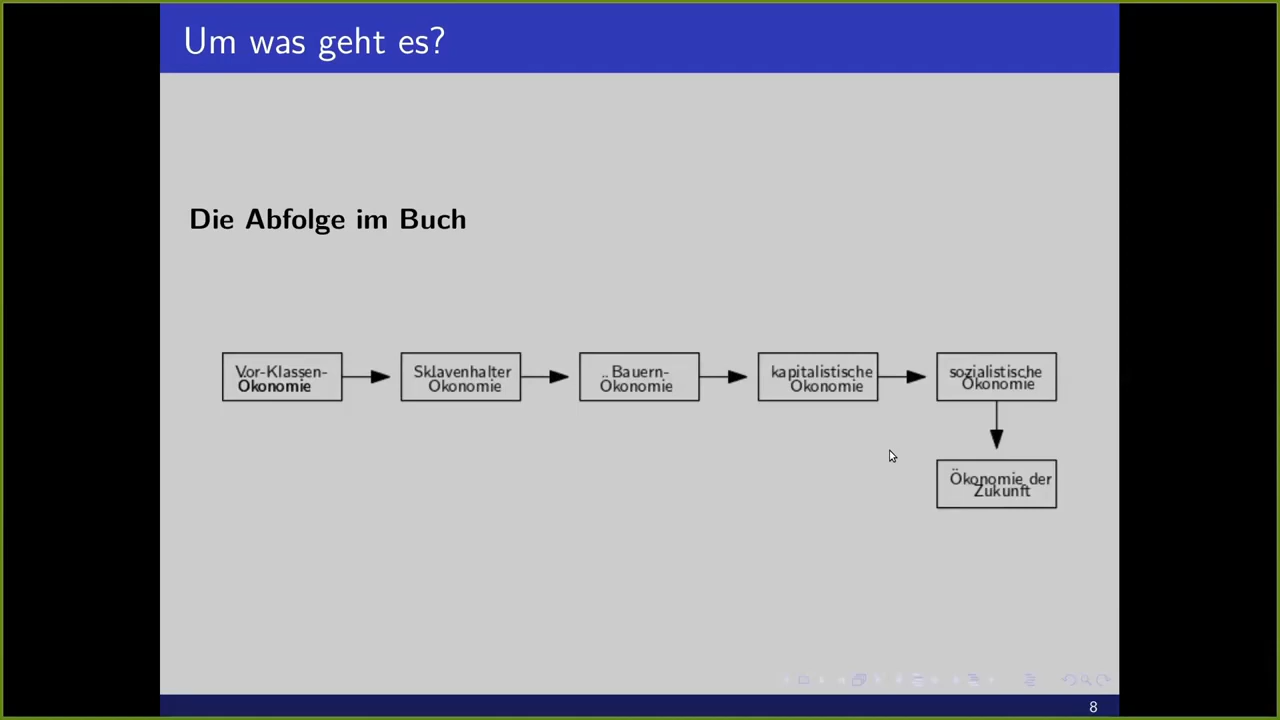 Um was geht es?
Die Abfolge im Buch
Vor-Klassen-
Ökonomie
Sklavenhalter
Ökonomie
Bauern-
Ökonomie
kapitalistische
Ökonomie
sozialistische
Ökonomie
Ökonomie der
Zukunft
8